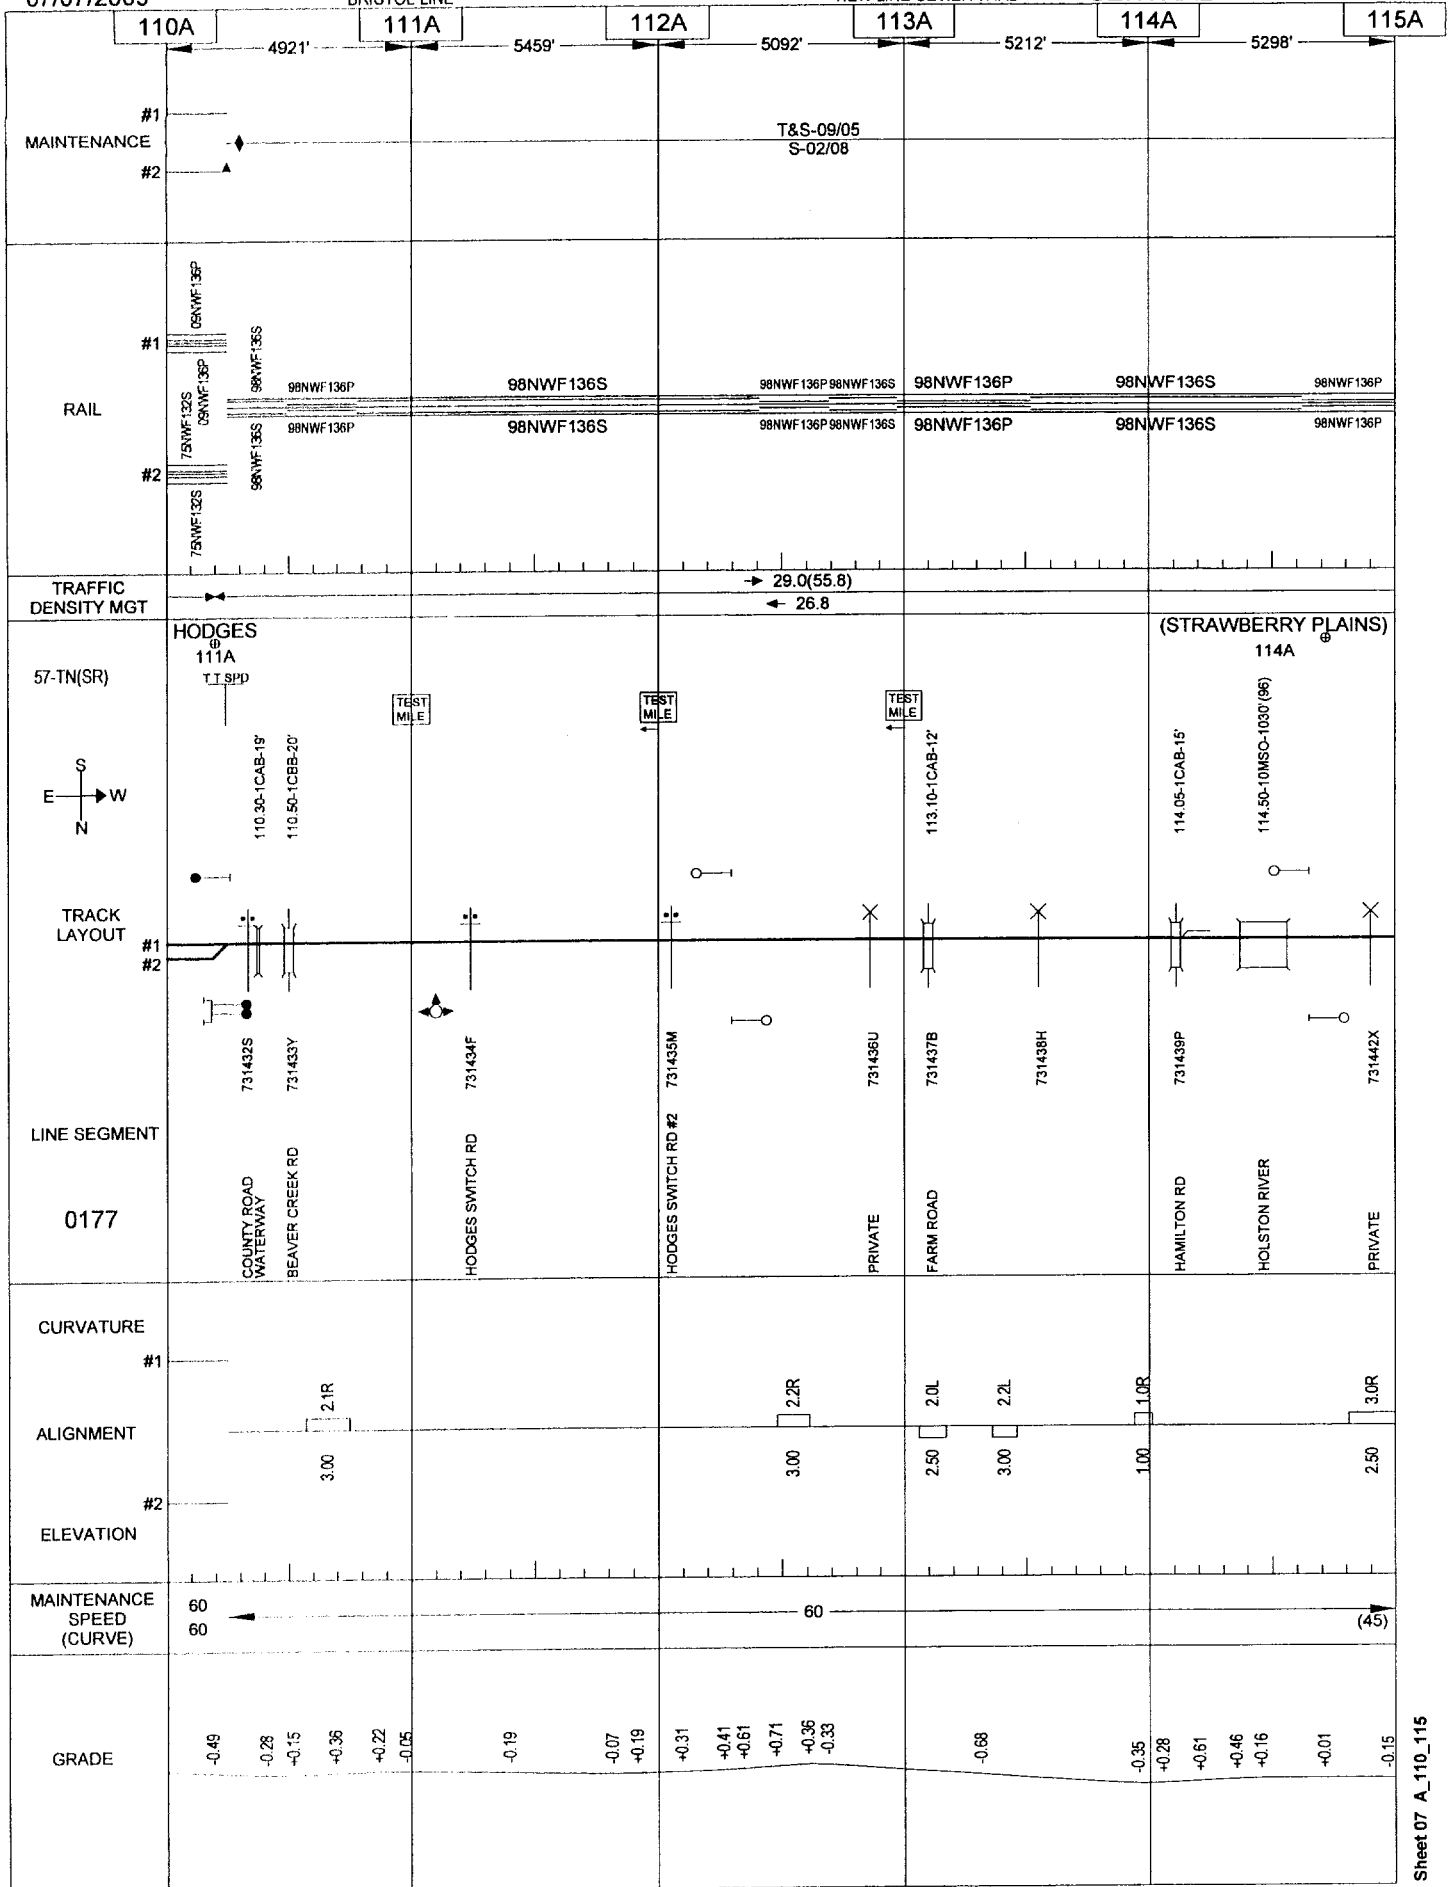 110A 111A 112A 113A 114A 115A
4921' 5459' 5092' 5212' 5298'
#1
MAINTENANCE
#2
T&S-09/05
S-02/08
RAIL
#1
#2
09NWF136P
09NWF136P
75NWF132S
75NWF132S
98NWF136S
98NWF136S
98NWF136P 98NWF136S 98NWF136P 98NWF136S 98NWF136P 98NWF136S 98NWF136P
98NWF136P 98NWF136S 98NWF136P 98NWF136S 98NWF136P 98NWF136S 98NWF136P
TRAFFIC
DENSITY MGT
29.0(55.8)
26.8
HODGES
111A
T T SPD
(STRAWBERRY PLAINS)
114A
57-TN(SR)
TEST
MILE
TEST
MILE
TEST
MILE
S
E W
N
110.30-1CAB-19'
110.50-1CBB-20'
113.10-1CAB-12'
114.05-1CAB-15'
114.50-10MSO-1030'(96)
TRACK
LAYOUT
#1
#2
731432S
731433Y
731434F
731435M
731436U
731437B
731438H
731439P
731442X
LINE SEGMENT
0177
COUNTY ROAD
WATERWAY
BEAVER CREEK RD
HODGES SWITCH RD
HODGES SWITCH RD #2
PRIVATE
FARM ROAD
HAMILTON RD
HOLSTON RIVER
PRIVATE
CURVATURE
#1
ALIGNMENT
#2
ELEVATION
2.1R 2.2R 2.0L 2.2L 1.0R 3.0R
3.00 3.00 2.50 3.00 1.00 2.50
MAINTENANCE
SPEED
(CURVE)
60
60
60
(45)
GRADE
-0.49 -0.28 +0.15 +0.36 +0.22 -0.05 -0.19 -0.07 +0.19 +0.31 +0.41 +0.61 +0.71 +0.36 -0.33 -0.68 -0.35 +0.28 +0.61 +0.46 +0.16 +0.01 -0.15
Sheet 07 A_110_115